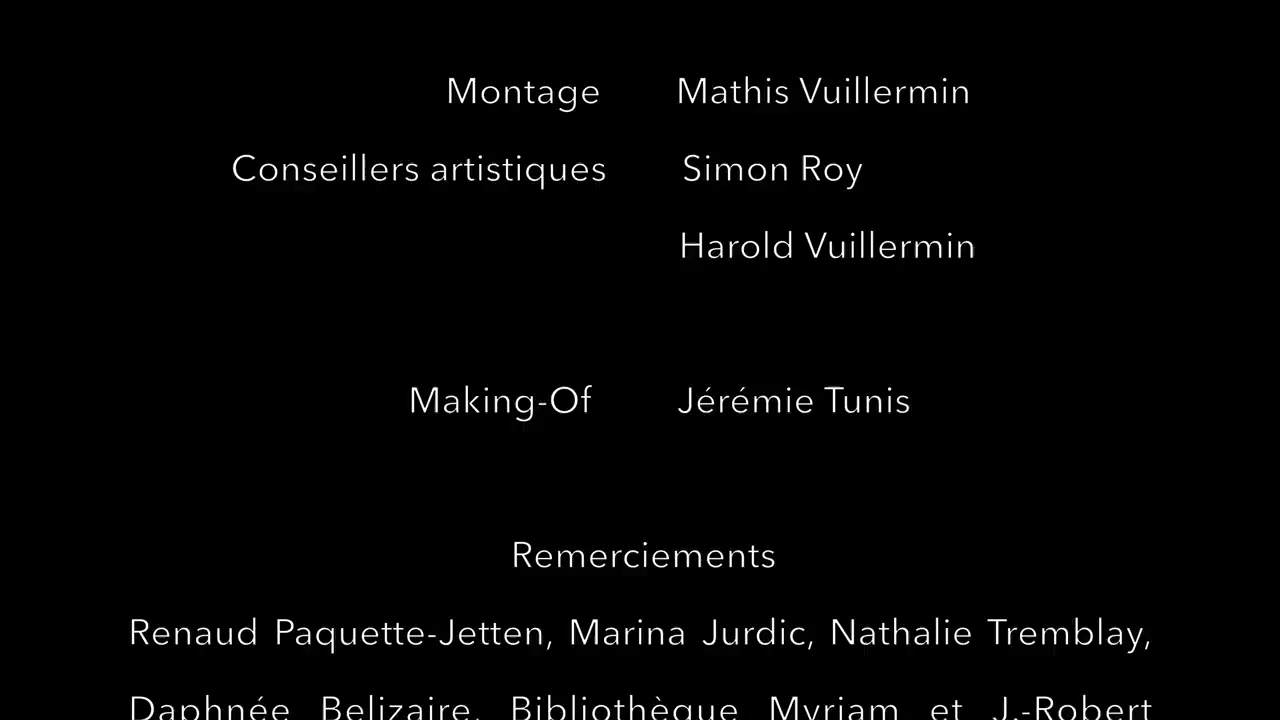 Montage Mathis Vuillermin
Conseillers artistiques Simon Roy
Harold Vuillermin
Making-Of Jérémie Tunis
Remerciements
Renaud Paquette-Jetten, Marina Jurdic, Nathalie Tremblay,
Daphnée Belizaire, Bibliothèque Myriam et J.-Robert